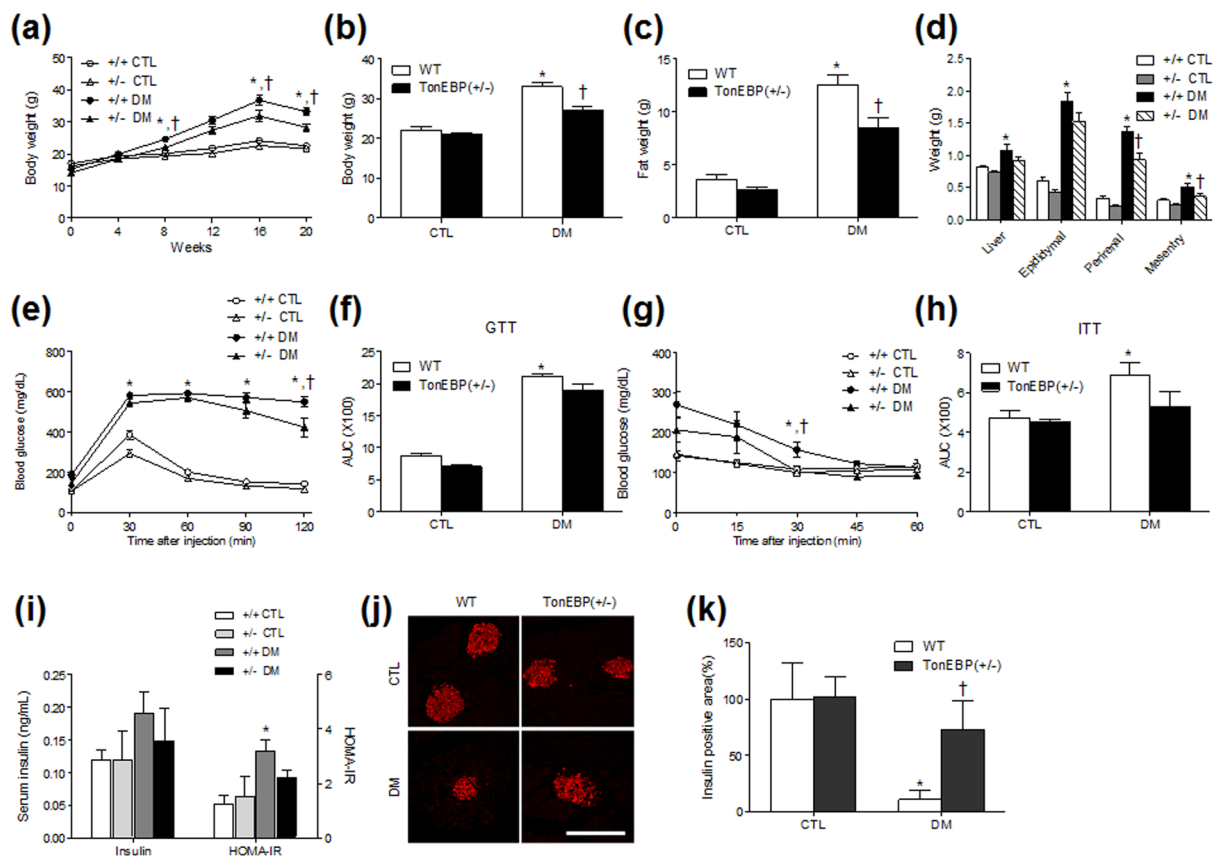 (a)
+/+ CTL
+/- CTL
+/+ DM
+/- DM
Body weight (g)
50
40
30
20
10
0
*,†
*,†
*,†
0 4 8 12 16 20
Weeks
(b)
WT
TonEBP(+/-)
Body weight (g)
40
30
20
10
0
*
†
CTL DM
(c)
WT
TonEBP(+/-)
Fat weight (g)
15
10
5
0
*
†
CTL DM
(d)
+/+ CTL
+/- CTL
+/+ DM
+/- DM
Weight (g)
2.5
2.0
1.5
1.0
0.5
0.0
*
*
*
†
*
†
Liver
Epididymal
Perirenal
Mesentry
(e)
+/+ CTL
+/- CTL
+/+ DM
+/- DM
Blood glucose (mg/dL)
800
600
400
200
0
* * * *,†
0 30 60 90 120
Time after injection (min)
(f)
GTT
WT
TonEBP(+/-)
AUC (X100)
25
20
15
10
5
0
*
CTL DM
(g)
+/+ CTL
+/- CTL
+/+ DM
+/- DM
Blood glucose (mg/dL)
400
300
200
100
0
*,†
0 15 30 45 60
Time after injection (min)
(h)
ITT
WT
TonEBP(+/-)
AUC (X100)
8
6
4
2
0
*
CTL DM
(i)
+/+ CTL
+/- CTL
+/+ DM
+/- DM
Serum insulin (ng/mL)
0.25
0.20
0.15
0.10
0.05
0.00
*
6
4
2
0
HOMA-IR
Insulin HOMA-IR
(j)
WT TonEBP(+/-)
CTL
DM
(k)
WT
TonEBP(+/-)
Insulin positive area(%)
150
100
50
0
*
†
CTL DM